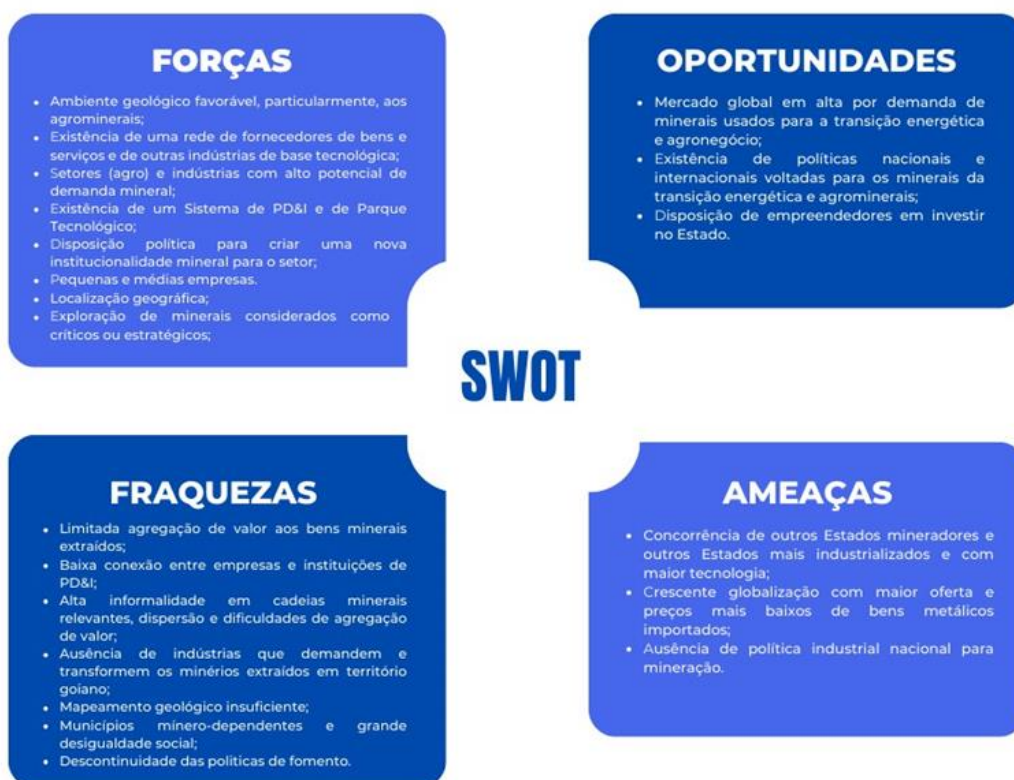 FORÇAS
• Ambiente geológico favorável, particularmente, aos
agrominerais;
• Existência de uma rede de fornecedores de bens e
serviços e de outras indústrias de base tecnológica;
• Setores (agro) e indústrias com alto potencial de
demanda mineral;
• Existência de um Sistema de PD&I e de Parque
Tecnológico;
• Disposição política para criar uma nova
institucionalidade mineral para o setor;
• Pequenas e médias empresas.
• Localização geográfica;
• Exploração de minerais considerados como
críticos ou estratégicos;
OPORTUNIDADES
• Mercado global em alta por demanda de
minerais usados para a transição energética
e agronegócio;
• Existência de políticas nacionais e
internacionais voltadas para os minerais da
transição energética e agrominerais;
• Disposição de empreendedores em investir
no Estado.
SWOT
FRAQUEZAS
• Limitada agregação de valor aos bens minerais
extraídos;
• Baixa conexão entre empresas e instituições de
PD&I;
• Alta informalidade em cadeias minerais
relevantes, dispersão e dificuldades de agregação
de valor;
• Ausência de indústrias que demandem e
transformem os minérios extraídos em território
goiano;
• Mapeamento geológico insuficiente;
• Municípios mínero-dependentes e grande
desigualdade social;
• Descontinuidade das politicas de fomento.
AMEAÇAS
• Concorrência de outros Estados mineradores e
outros Estados mais industrializados e com
maior tecnologia;
• Crescente globalização com maior oferta e
preços mais baixos de bens metálicos
importados;
• Ausência de política industrial nacional para
mineração.